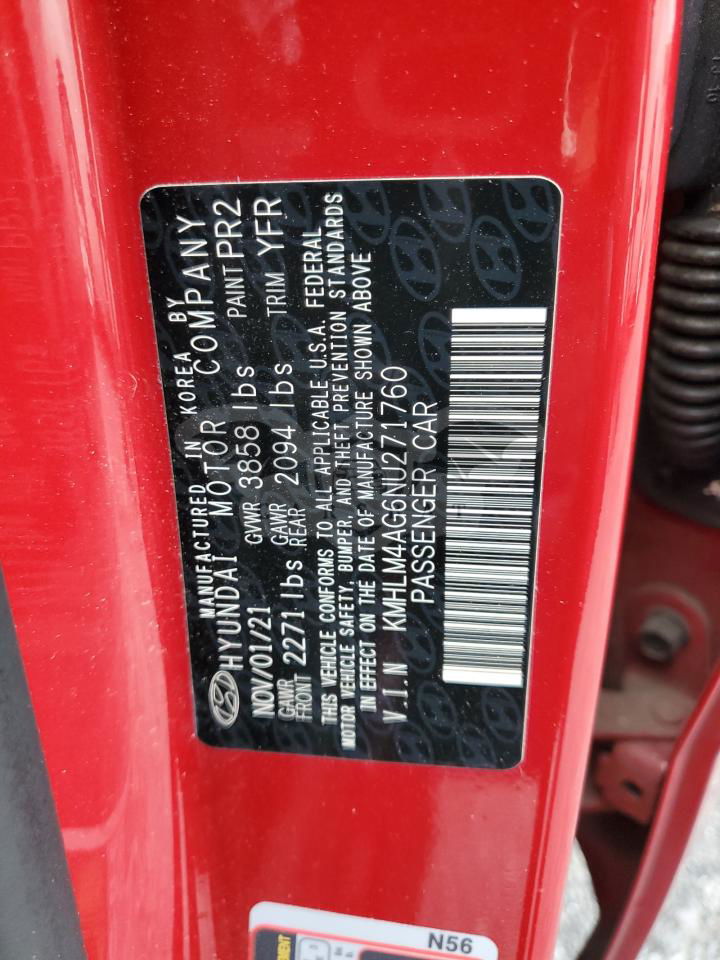 MANUFACTURED IN KOREA BY
HYUNDAI MOTOR COMPANY
NOV/01/21 GVWR 3858 lbs PAINT PR2
GAWR FRONT 2271 lbs GAWR REAR 2094 lbs TRIM YFR
THIS VEHICLE CONFORMS TO ALL APPLICABLE U.S.A. FEDERAL
MOTOR VEHICLE SAFETY, BUMPER, AND THEFT PREVENTION STANDARDS
IN EFFECT ON THE DATE OF MANUFACTURE SHOWN ABOVE
V.I.N KMHLM4AG6NU271760
PASSENGER CAR
N56